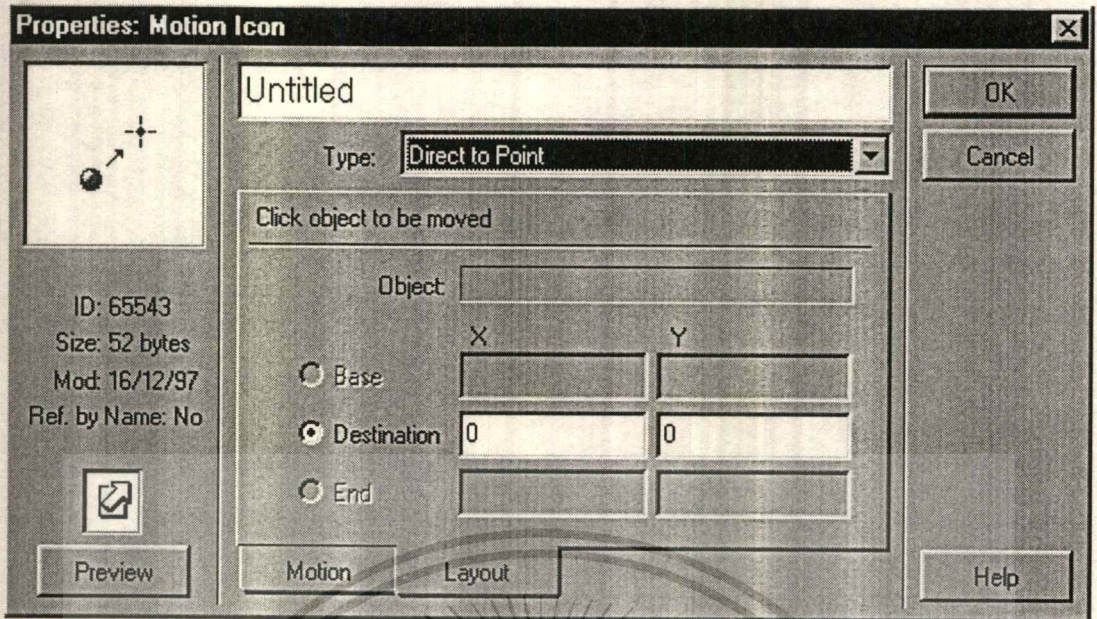 Properties: Motion Icon
Untitled
OK
Type: Direct to Point
Cancel
Click object to be moved
Object:
ID: 65543
Size: 52 bytes
Mod: 16/12/97
Ref. by Name: No
X Y
Base
Destination 0 0
End
Preview
Motion Layout
Help